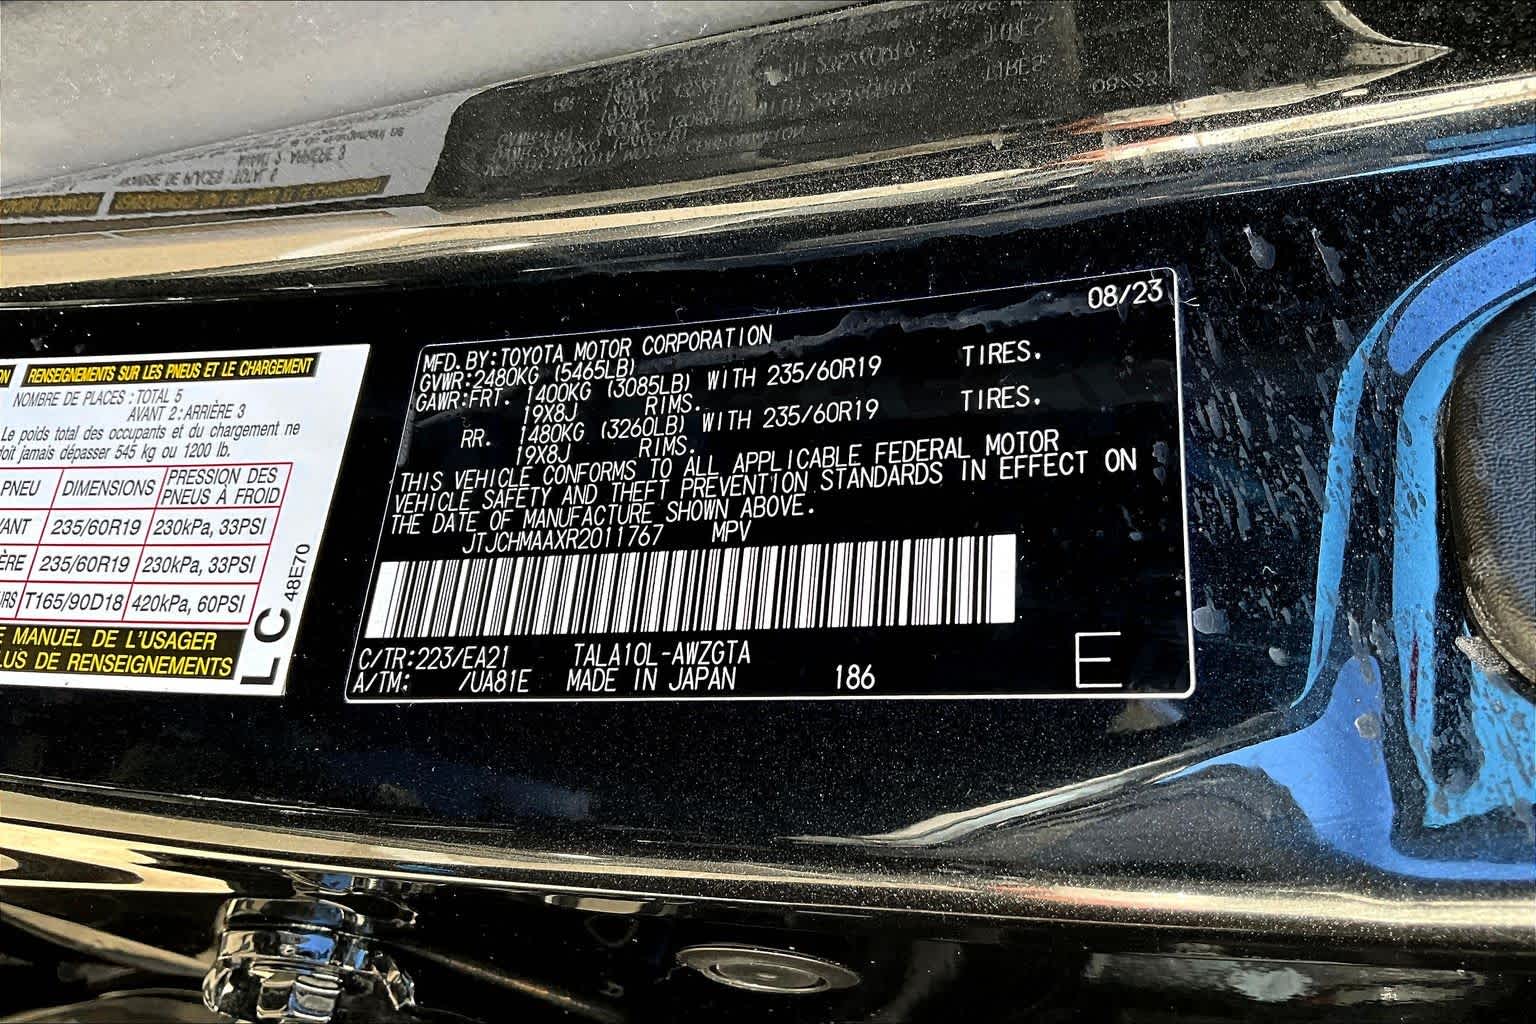 ON RENSEIGNEMENTS SUR LES PNEUS ET LE CHARGEMENT
NOMBRE DE PLACES : TOTAL 5
AVANT 2 : ARRIÈRE 3
Le poids total des occupants et du chargement ne
doit jamais dépasser 545 kg ou 1200 lb.
PNEU DIMENSIONS PRESSION DES PNEUS À FROID
VANT 235/60R19 230kPa, 33PSI
ÈRE 235/60R19 230kPa, 33PSI
RS T165/90D18 420kPa, 60PSI
E MANUEL DE L'USAGER
LUS DE RENSEIGNEMENTS
LC 48E70
08/23
MFD. BY: TOYOTA MOTOR CORPORATION
GVWR: 2480KG (5465LB)
GAWR: FRT. 1400KG (3085LB) WITH 235/60R19 TIRES.
19X8J RIMS.
RR. 1480KG (3260LB) WITH 235/60R19 TIRES.
19X8J RIMS.
THIS VEHICLE CONFORMS TO ALL APPLICABLE FEDERAL MOTOR
VEHICLE SAFETY AND THEFT PREVENTION STANDARDS IN EFFECT ON
THE DATE OF MANUFACTURE SHOWN ABOVE.
JTJCHMAAXR2011767 MPV
C/TR: 223/EA21 TALA10L-AWZGTA
A/TM: /UA81E MADE IN JAPAN 186 E